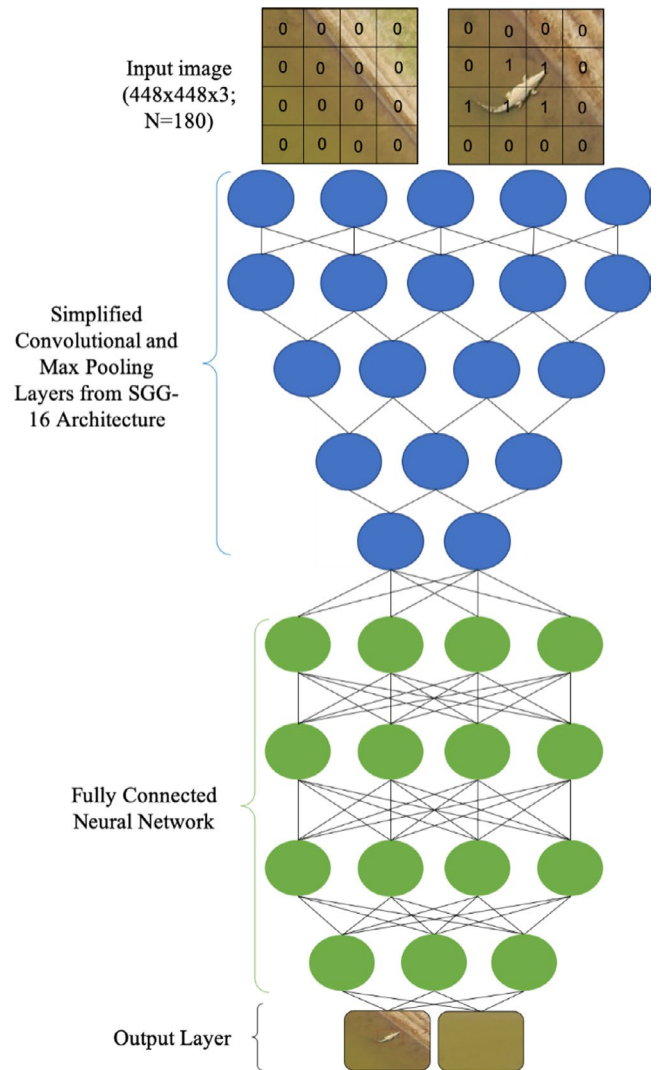 Input image
(448x448x3;
N=180)
0 0 0 0
0 0 0 0
0 0 0 0
0 0 0 0
0 0 0 0
0 1 1 0
1 1 1 0
0 0 0 0
Simplified
Convolutional and
Max Pooling
Layers from SGG-
16 Architecture
Fully Connected
Neural Network
Output Layer